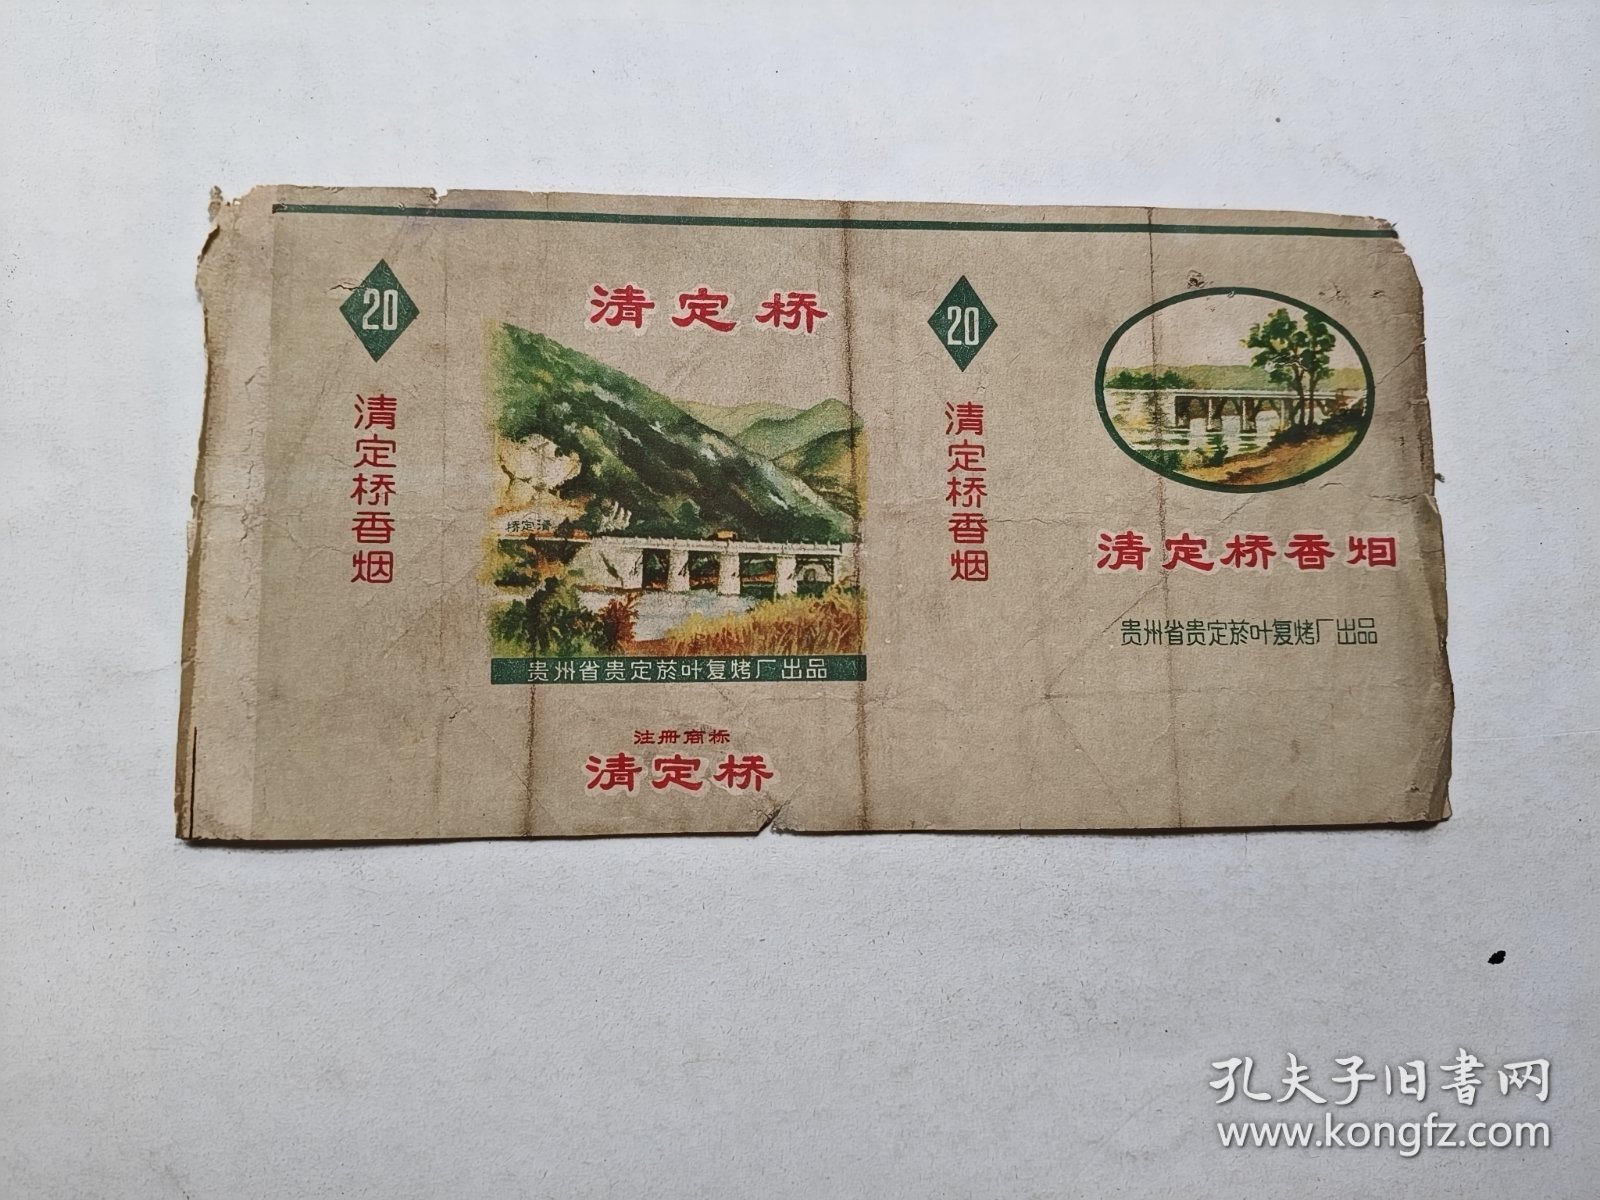 20
清定桥香烟
清定桥
桥定清
贵州省贵定菸叶复烤厂出品
注册商标
清定桥
20
清定桥香烟
清定桥香烟
贵州省贵定菸叶复烤厂出品
孔夫子旧书网
www.kongfz.com